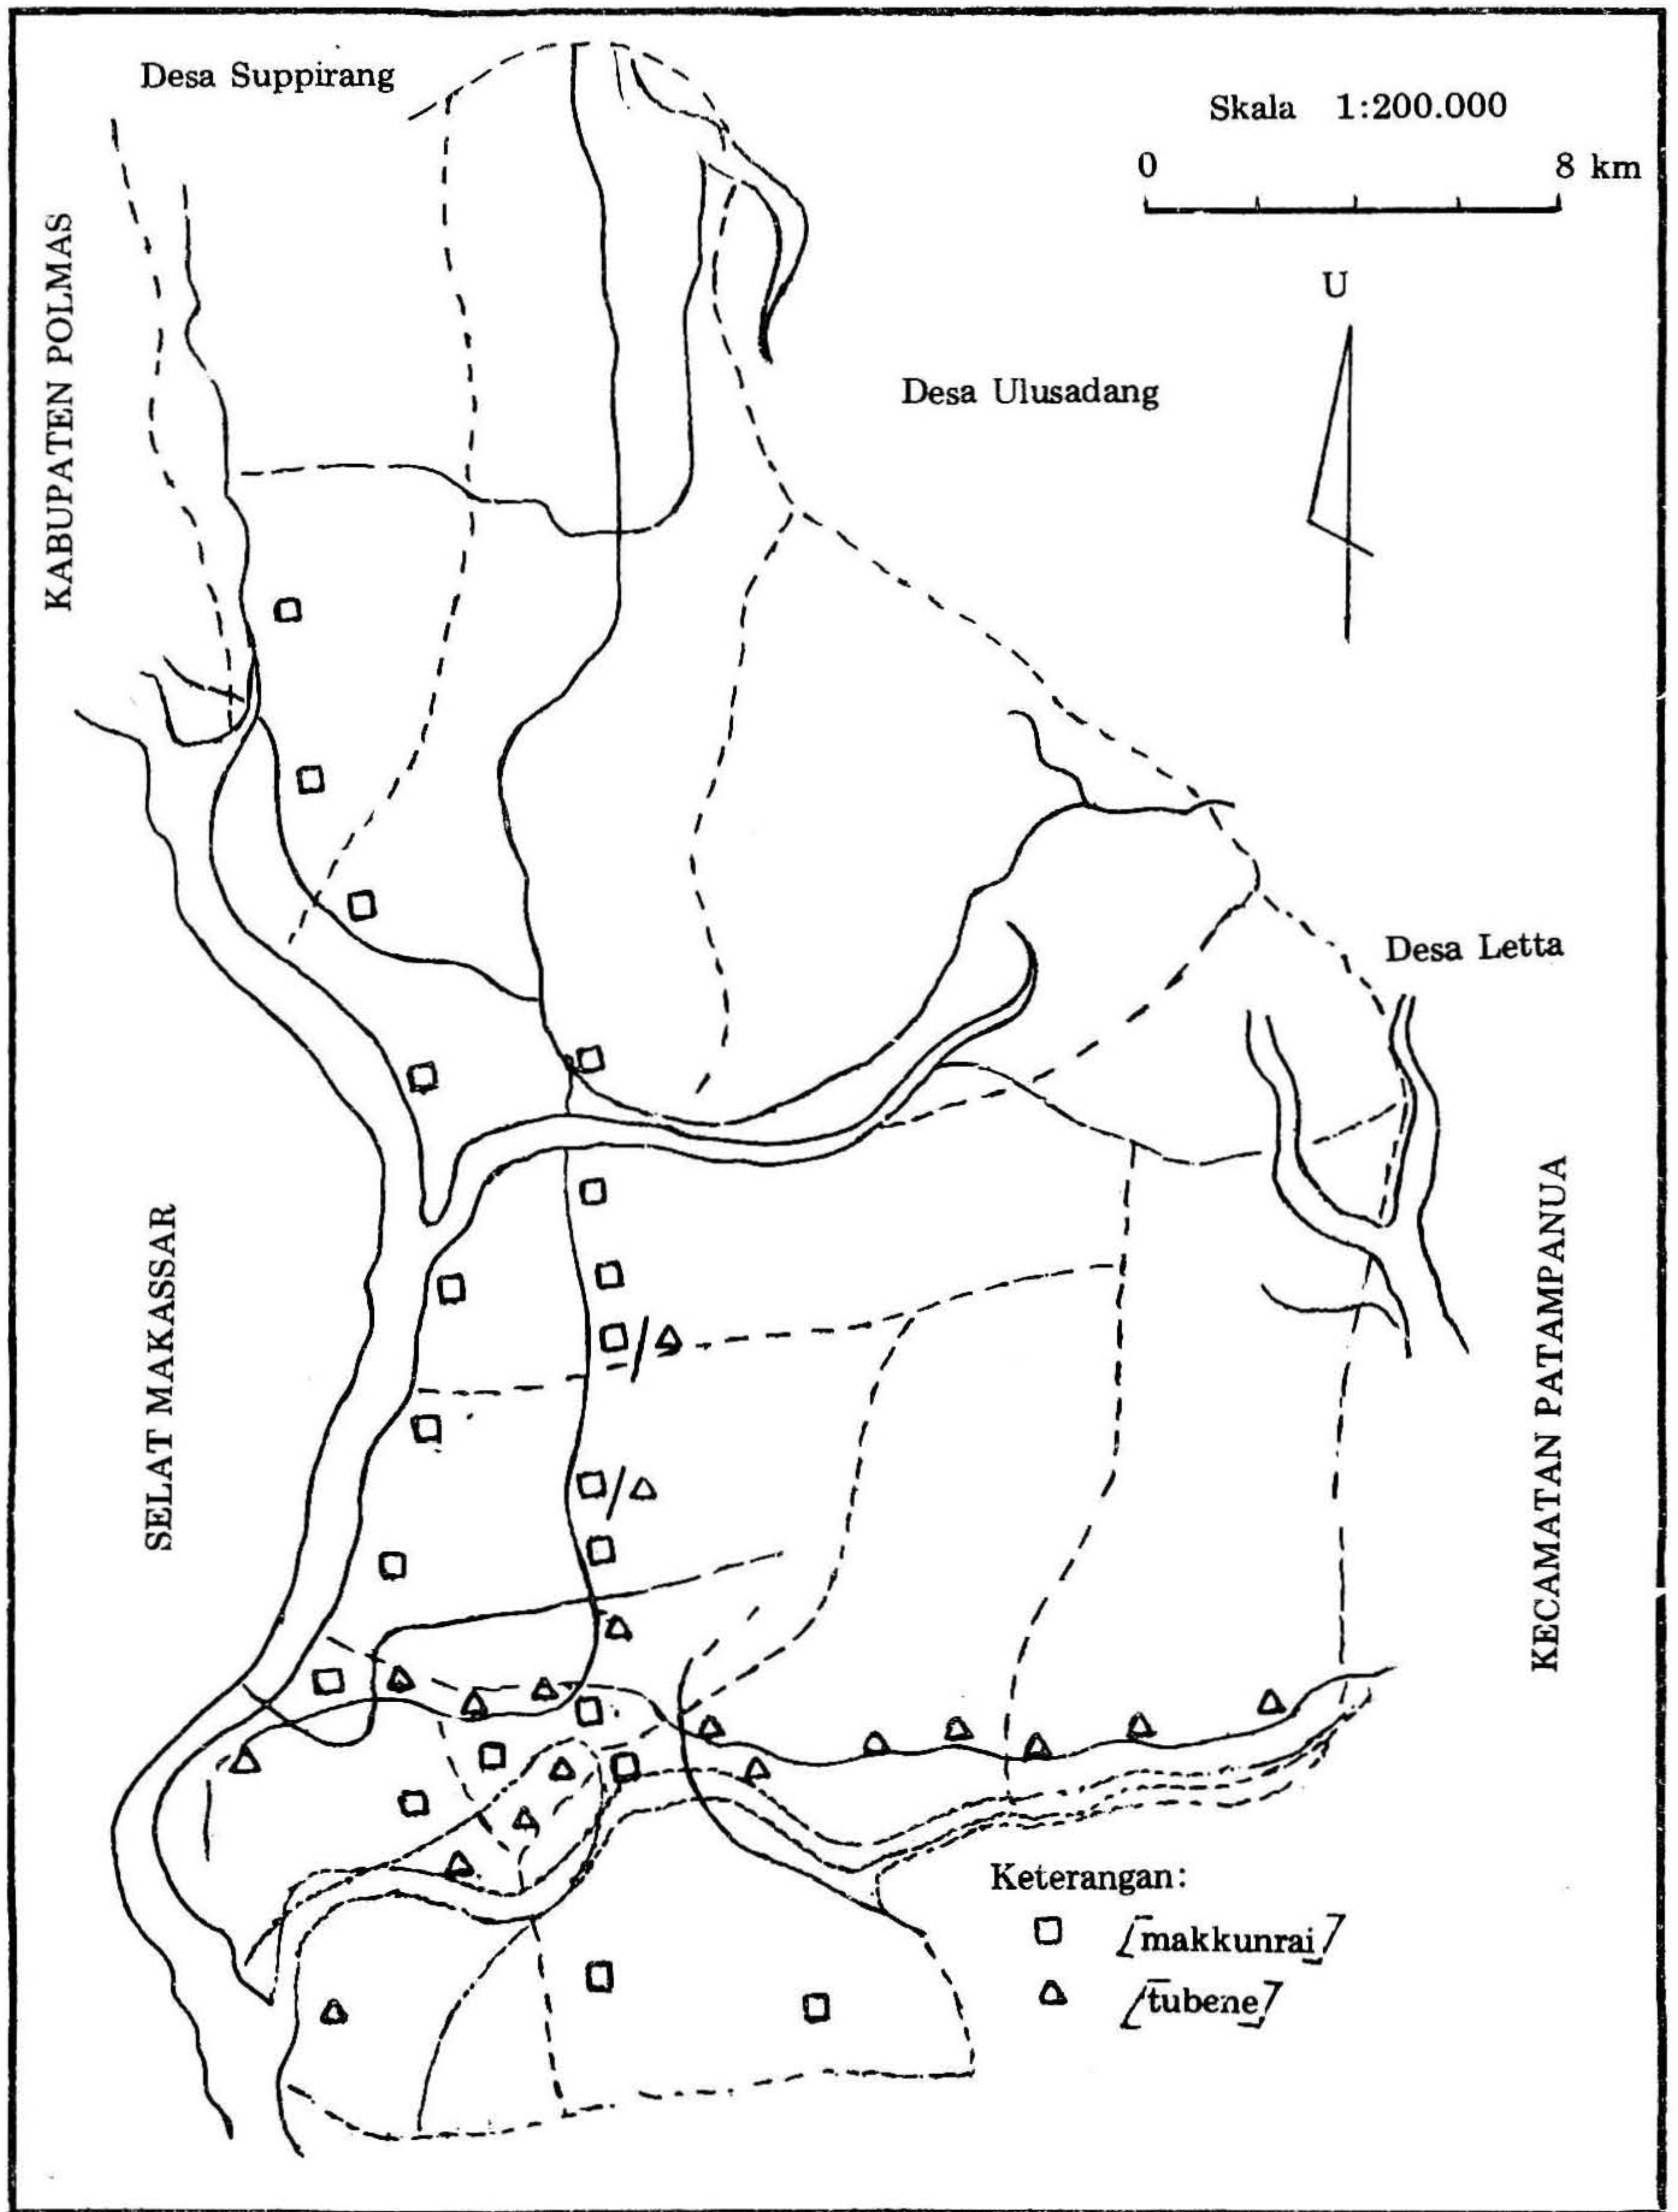 Desa Suppirang
Skala 1:200.000
0 8 km
U
KABUPATEN POLMAS
Desa Ulusadang
Desa Letta
SELAT MAKASSAR
KECAMATAN PATAMPANUA
Keterangan:
[makkunrai]
[tubene]